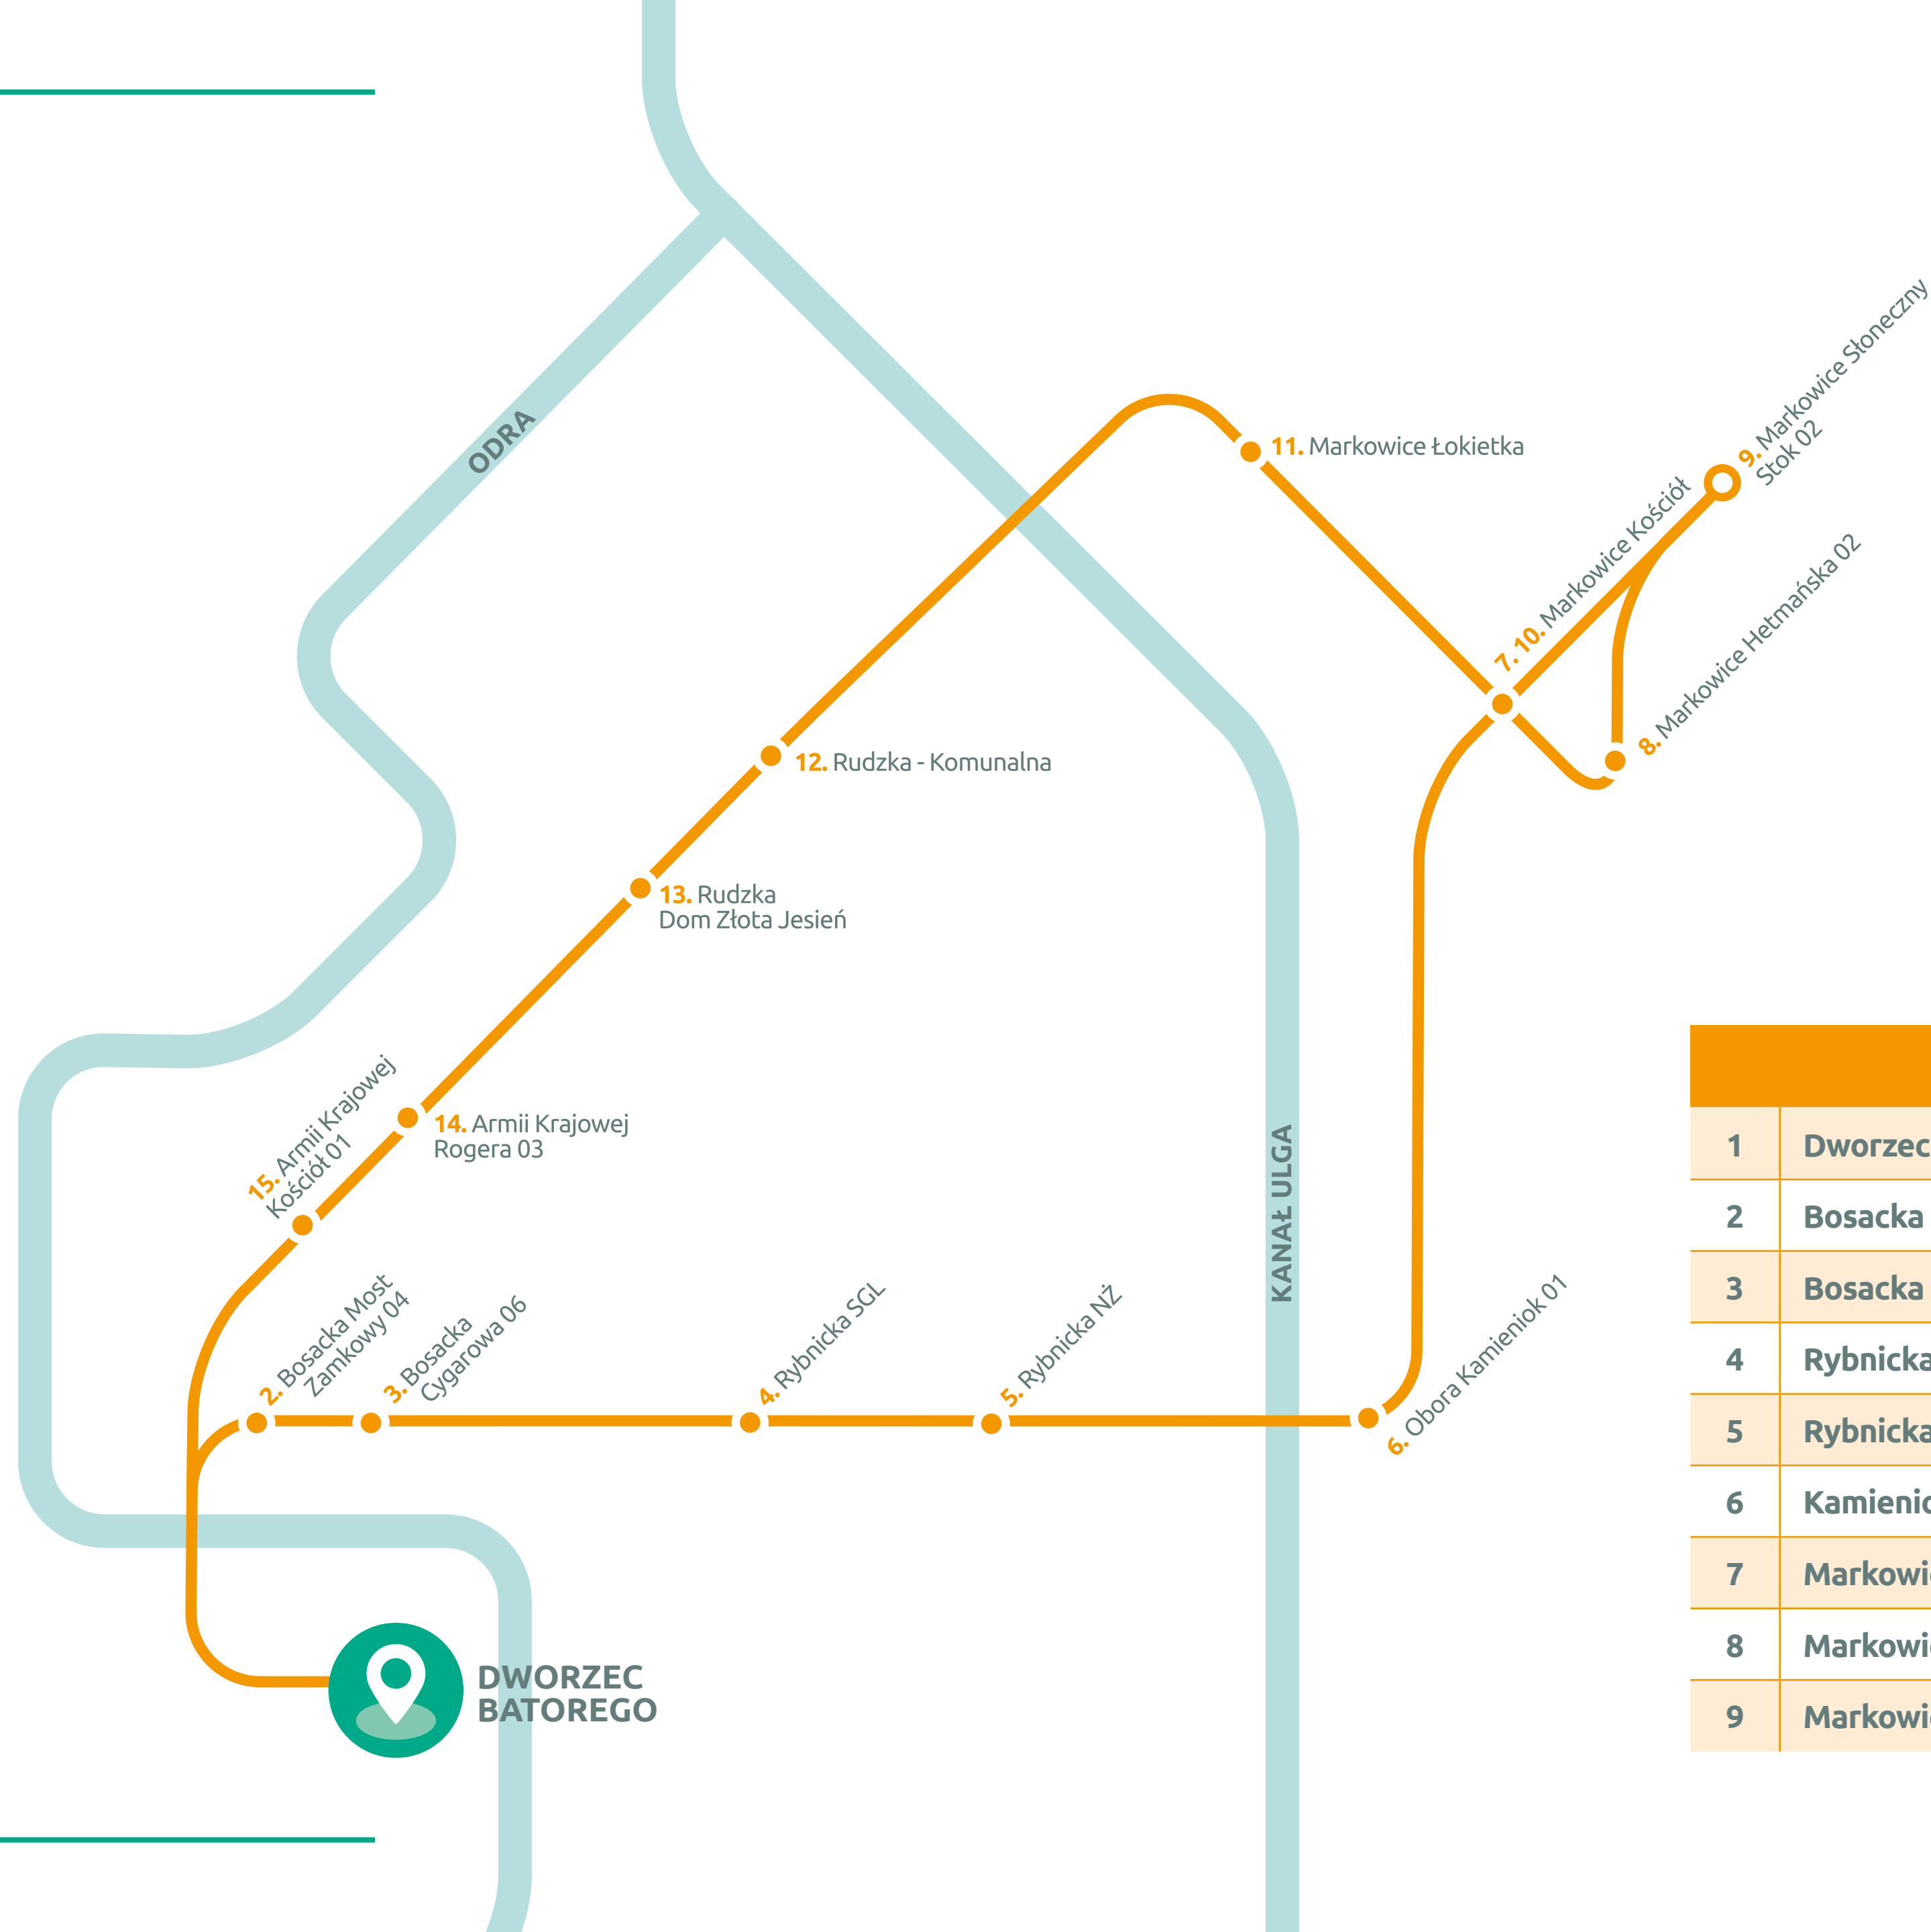 ODRA
11. Markowice Łokietka
9. Markowice Słoneczny
Stok 02
7. 10. Markowice Kościół
8. Markowice Hetmańska 02
12. Rudzka - Komunalna
13. Rudzka
Dom Złota Jesień
14. Armii Krajowej
Rogera 03
15. Armii Krajowej
Kościół 01
KANAŁ ULGA
2. Bosacka Most
Zamkowy 04
3. Bosacka
Cygarowa 06
4. Rybnicka SGL
5. Rybnicka NŻ
6. Obora Kamieniok 01
DWORZEC
BATOREGO
1 Dworzec
2 Bosacka
3 Bosacka
4 Rybnicka
5 Rybnicka
6
7
8
9